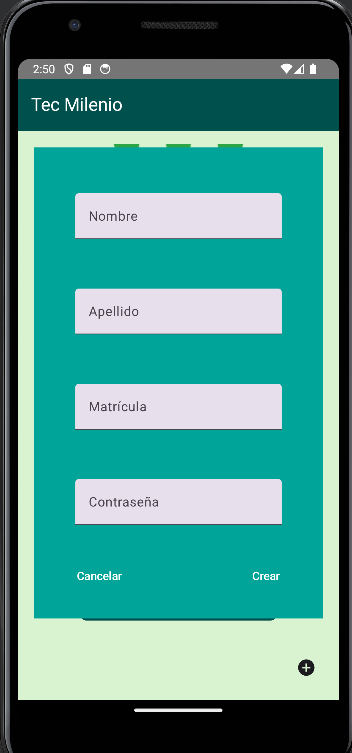 2:50
Tec Milenio
Nombre
Apellido
Matrícula
Contraseña
Cancelar
Crear